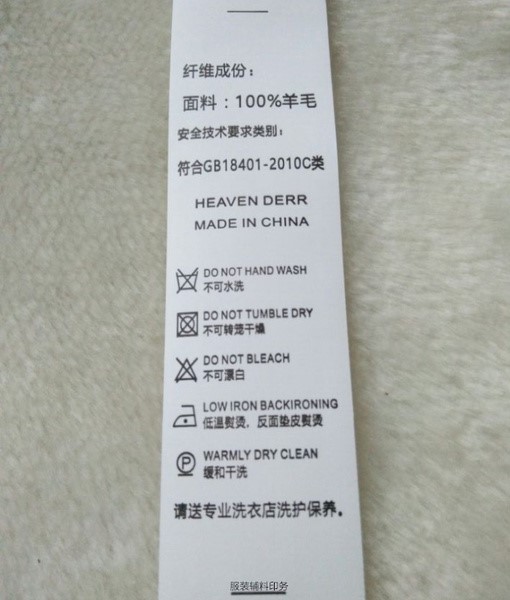 纤维成份：
面料：100%羊毛
安全技术要求类别：
符合GB18401-2010C类
HEAVEN DERR
MADE IN CHINA
DO NOT HAND WASH
不可水洗
DO NOT TUMBLE DRY
不可转笼干燥
DO NOT BLEACH
不可漂白
LOW IRON BACKIRONING
低温熨烫，反面垫皮熨烫
P
WARMLY DRY CLEAN
缓和干洗
请送专业洗衣店洗护保养。
服装辅料印务